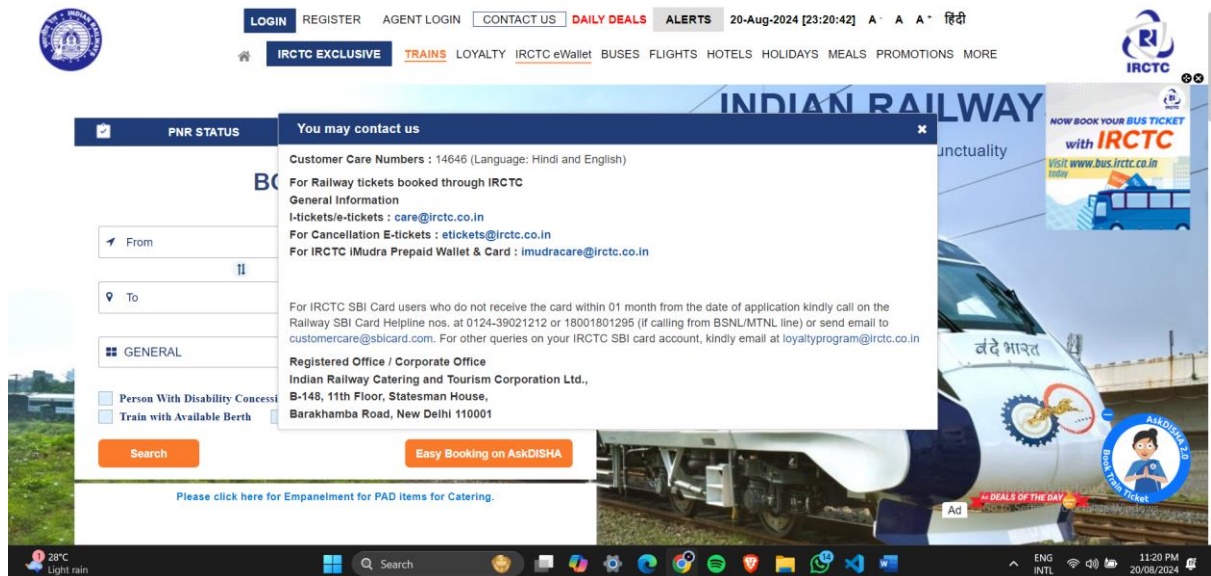 LOGIN REGISTER AGENT LOGIN CONTACT US DAILY DEALS ALERTS 20-Aug-2024 [23:20:42] A- A A+ हिंदी
IRCTC EXCLUSIVE TRAINS LOYALTY IRCTC eWallet BUSES FLIGHTS HOTELS HOLIDAYS MEALS PROMOTIONS MORE
IRCTC
INDIAN RAILWAY
unctuality
NOW BOOK YOUR BUS TICKET
with IRCTC
Visit www.bus.irctc.co.in
today
PNR STATUS
You may contact us
Customer Care Numbers : 14646 (Language: Hindi and English)
For Railway tickets booked through IRCTC
General Information
I-tickets/e-tickets : care@irctc.co.in
For Cancellation E-tickets : etickets@irctc.co.in
For IRCTC iMudra Prepaid Wallet & Card : imudracare@irctc.co.in
For IRCTC SBI Card users who do not receive the card within 01 month from the date of application kindly call on the
Railway SBI Card Helpline nos. at 0124-39021212 or 18001801295 (if calling from BSNL/MTNL line) or send email to
customercare@sbicard.com. For other queries on your IRCTC SBI card account, kindly email at loyaltyprogram@irctc.co.in
Registered Office / Corporate Office
Indian Railway Catering and Tourism Corporation Ltd.,
B-148, 11th Floor, Statesman House,
Barakhamba Road, New Delhi 110001
BO
From
To
GENERAL
Person With Disability Concessi
Train with Available Berth
Search
Easy Booking on AskDISHA
Please click here for Empanelment for PAD items for Catering.
वंदे भारत
AskDISHA 2.0
Book Train Ticket
DEALS OF THE DAY
Ad
28°C
Light rain
Search
ENG
INTL
11:20 PM
20/08/2024